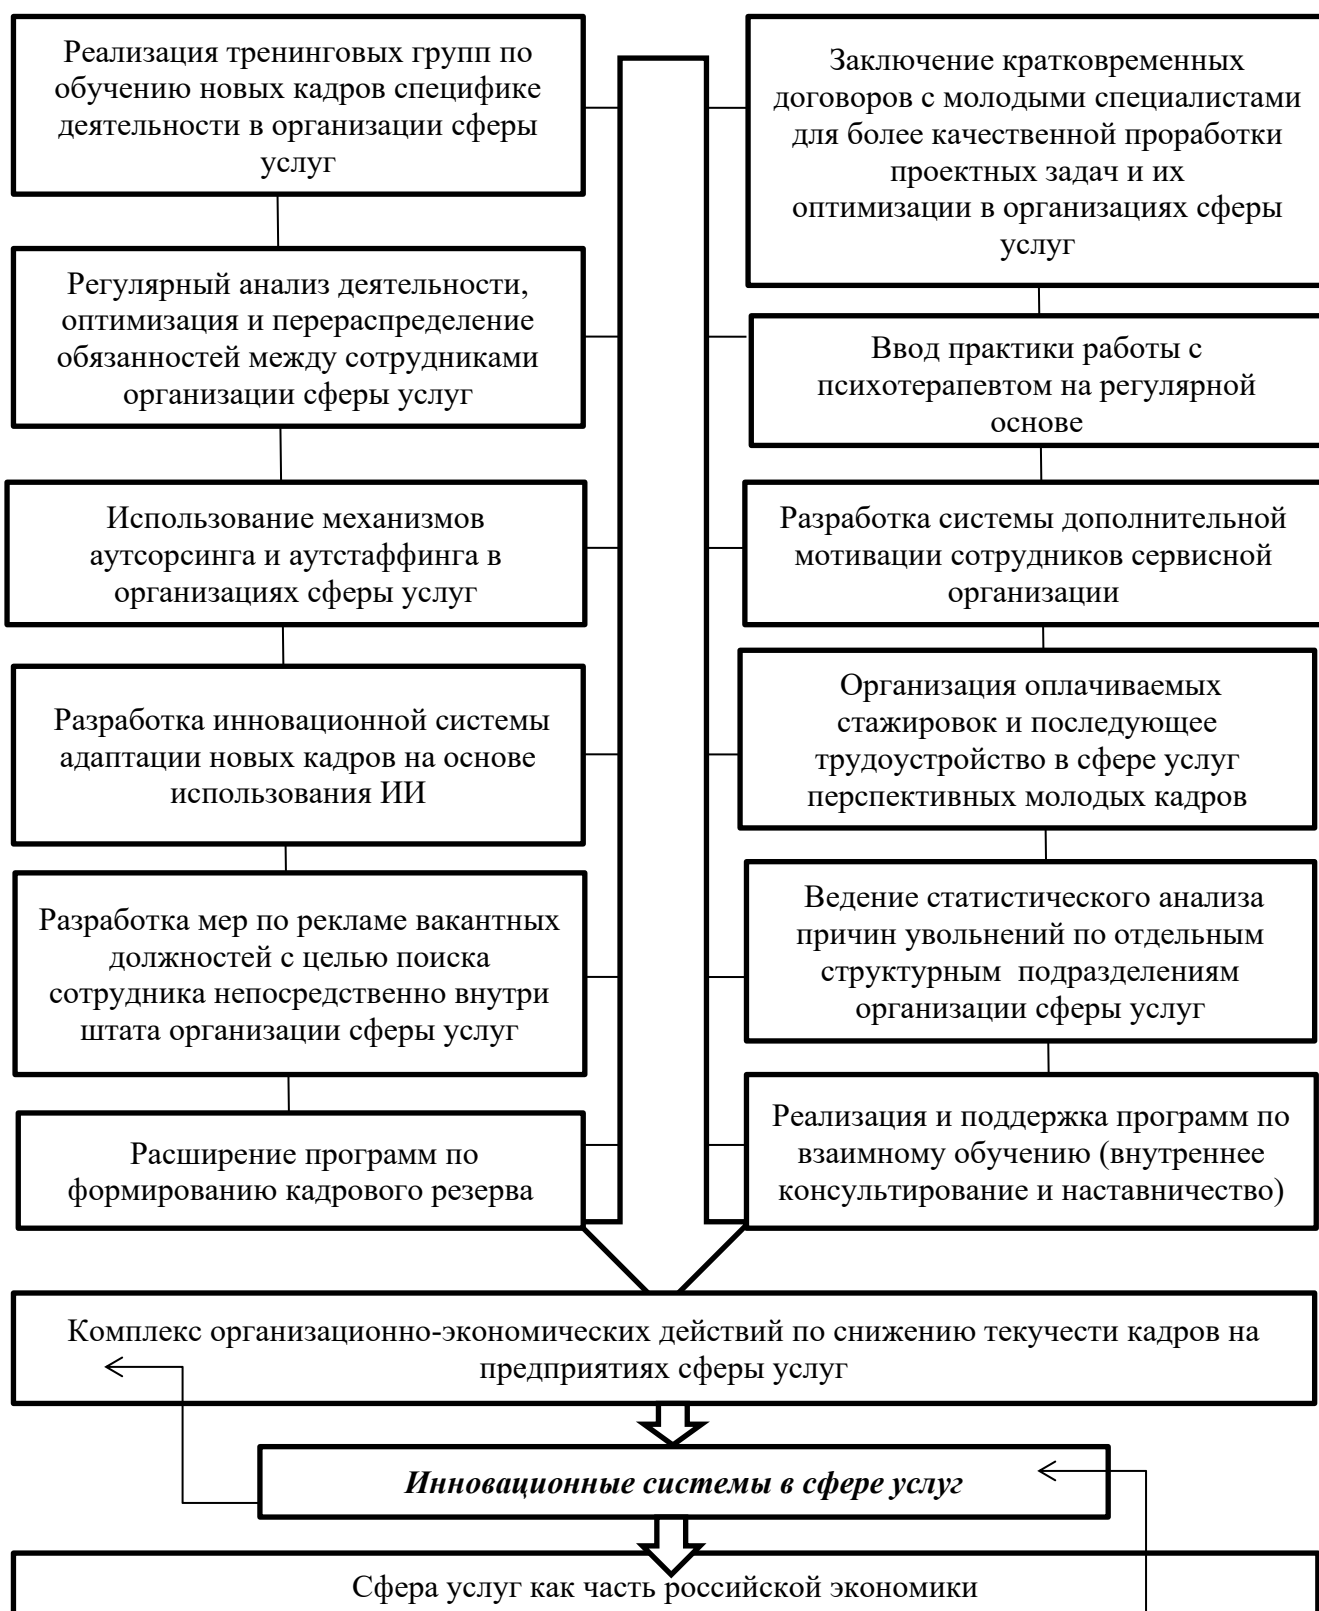 Реализация тренинговых групп по
обучению новых кадров специфике
деятельности в организации сферы
услуг
Регулярный анализ деятельности,
оптимизация и перераспределение
обязанностей между сотрудниками
организации сферы услуг
Использование механизмов
аутсорсинга и аутстаффинга в
организациях сферы услуг
Разработка инновационной системы
адаптации новых кадров на основе
использования ИИ
Разработка мер по рекламе вакантных
должностей с целью поиска
сотрудника непосредственно внутри
штата организации сферы услуг
Расширение программ по
формированию кадрового резерва
Заключение кратковременных
договоров с молодыми специалистами
для более качественной проработки
проектных задач и их
оптимизации в организациях сферы
услуг
Ввод практики работы с
психотерапевтом на регулярной
основе
Разработка системы дополнительной
мотивации сотрудников сервисной
организации
Организация оплачиваемых
стажировок и последующее
трудоустройство в сфере услуг
перспективных молодых кадров
Ведение статистического анализа
причин увольнений по отдельным
структурным подразделениям
организации сферы услуг
Реализация и поддержка программ по
взаимному обучению (внутреннее
консультирование и наставничество)
Комплекс организационно-экономических действий по снижению текучести кадров на
предприятиях сферы услуг
Инновационные системы в сфере услуг
Сфера услуг как часть российской экономики